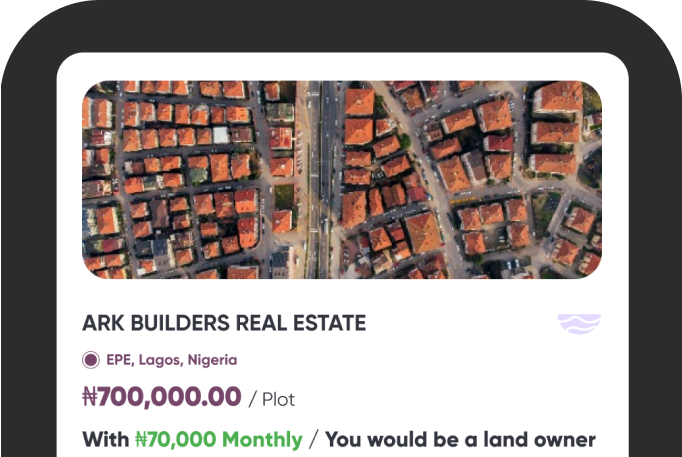 ARK BUILDERS REAL ESTATE
EPE, Lagos, Nigeria
₦700,000.00 / Plot
With ₦70,000 Monthly / You would be a land owner